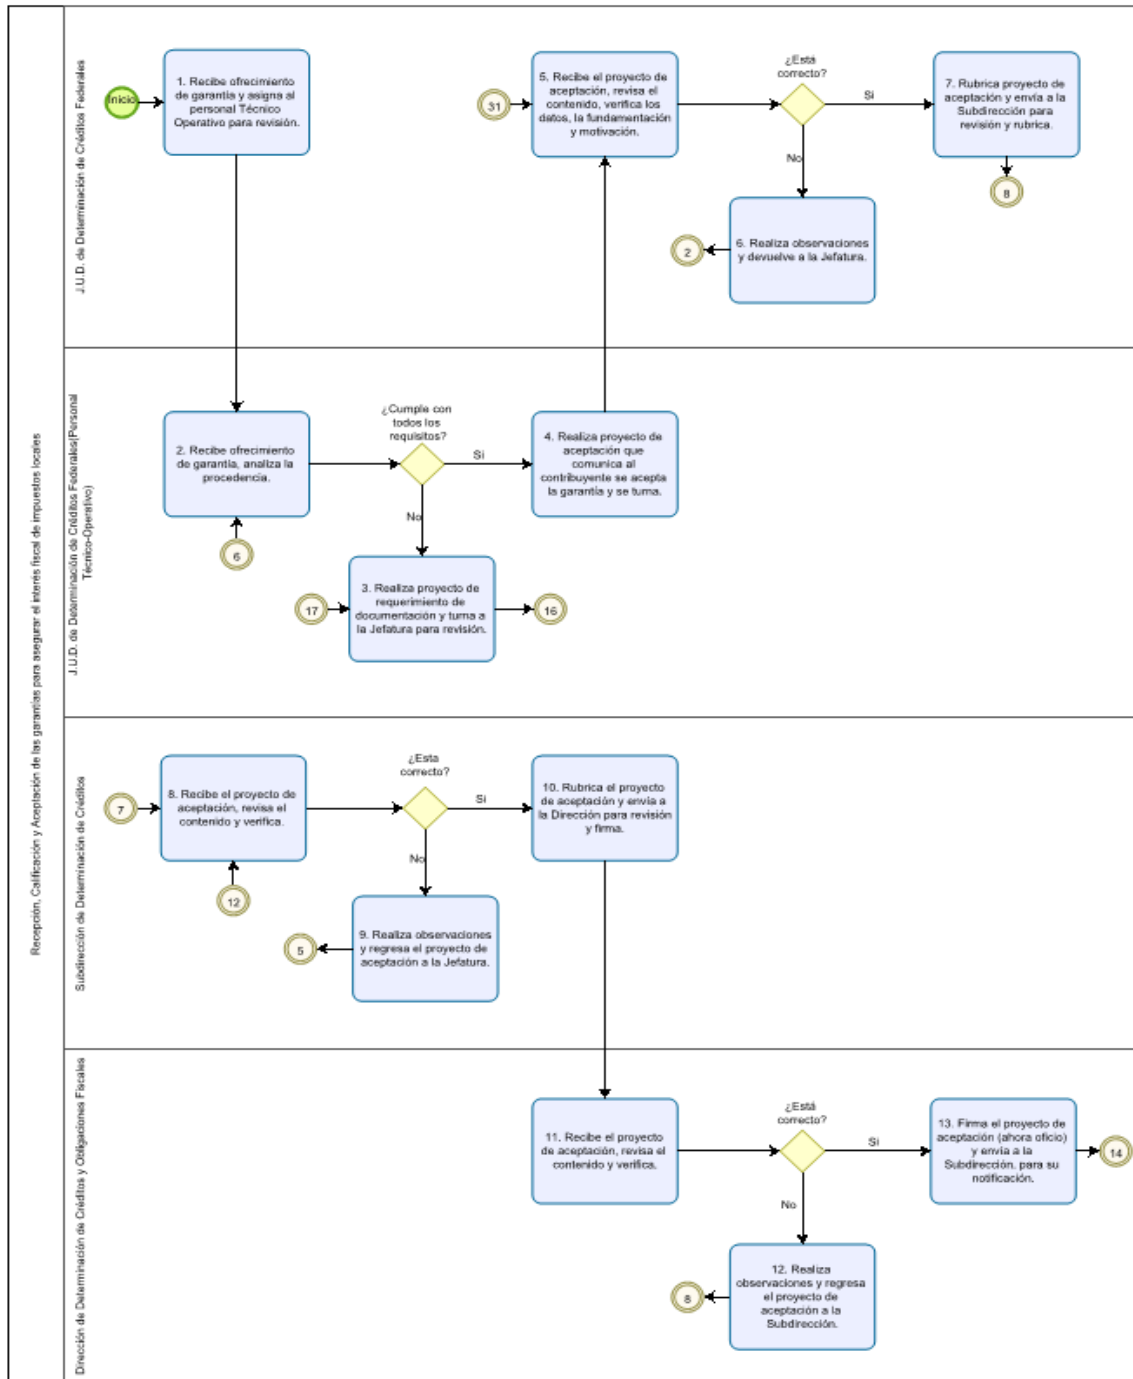 Recepción, Calificación y Aceptación de las garantías para asegurar el interés fiscal de impuestos locales
J.U.D. de Determinación de Créditos Federales
Inicio
1. Recibe ofrecimiento
de garantía y asigna al
personal Técnico
Operativo para revisión.
31
5. Recibe el proyecto de
aceptación, revisa el
contenido, verifica los
datos, la fundamentación
y motivación.
¿Está
correcto?
Si
No
7. Rubrica proyecto de
aceptación y envía a la
Subdirección para
revisión y rubrica.
8
6. Realiza observaciones
y devuelve a la Jefatura.
2
J.U.D. de Determinación de Créditos Federales(Personal
Técnico-Operativo)
2. Recibe ofrecimiento
de garantía, analiza la
procedencia.
6
¿Cumple con
todos los
requisitos?
Si
No
4. Realiza proyecto de
aceptación que
comunica al
contribuyente se acepta
la garantía y se turna.
17
3. Realiza proyecto de
requerimiento de
documentación y turna a
la Jefatura para revisión.
16
Subdirección de Determinación de Créditos
7
8. Recibe el proyecto de
aceptación, revisa el
contenido y verifica.
12
¿Esta
correcto?
Si
No
10. Rubrica el proyecto
de aceptación y envía a
la Dirección para revisión
y firma.
5
9. Realiza observaciones
y regresa el proyecto de
aceptación a la Jefatura.
Dirección de Determinación de Créditos y Obligaciones Fiscales
11. Recibe el proyecto
de aceptación, revisa el
contenido y verifica.
¿Está
correcto?
Si
No
13. Firma el proyecto de
aceptación (ahora oficio)
y envía a la
Subdirección. para su
notificación.
14
8
12. Realiza
observaciones y regresa
el proyecto de
aceptación a la
Subdirección.